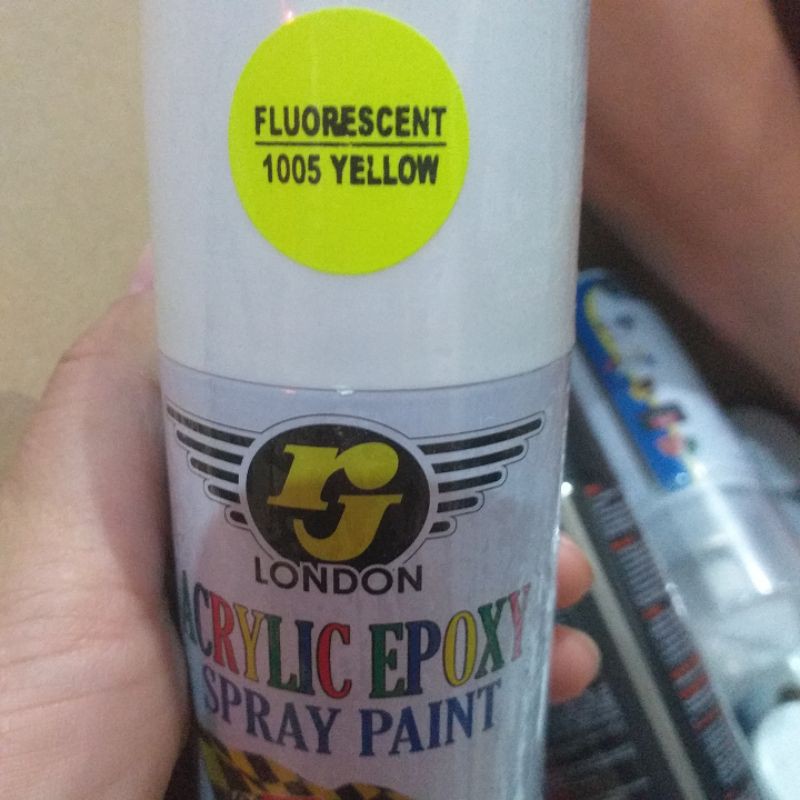 FLUORESCENT
1005 YELLOW
rj
LONDON
ACRYLIC EPOXY
SPRAY PAINT